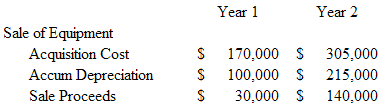 Year 1 Year 2
Sale of Equipment
Acquisition Cost $ 170,000 $ 305,000
Accum Depreciation $ 100,000 $ 215,000
Sale Proceeds $ 30,000 $ 140,000